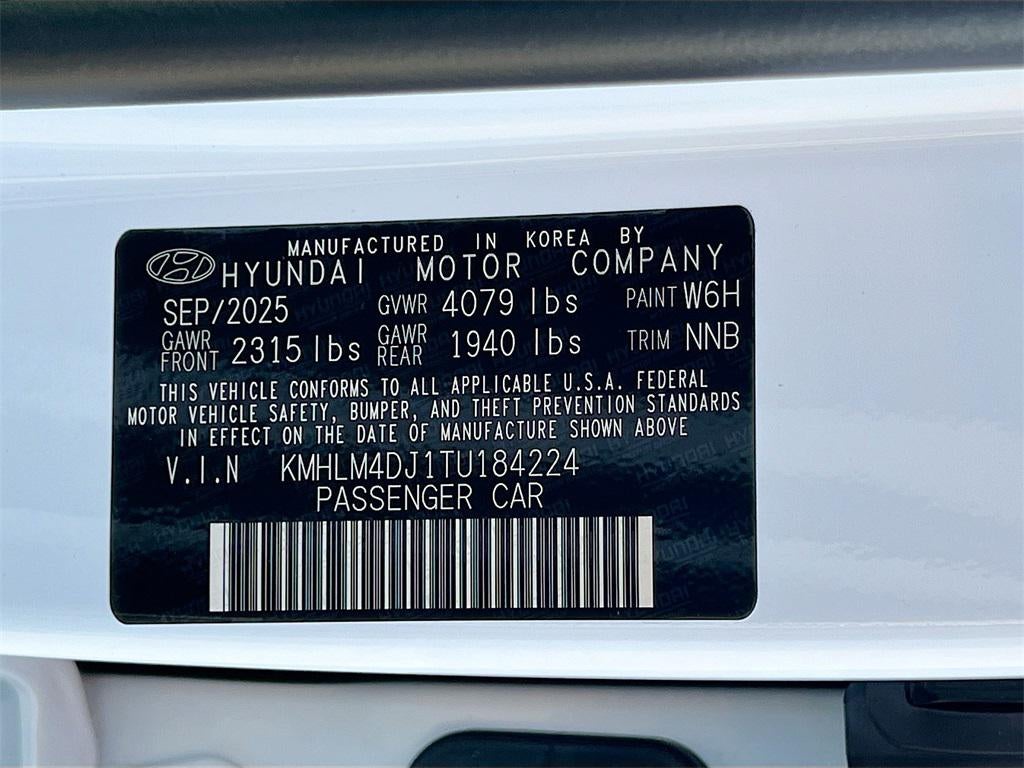 MANUFACTURED IN KOREA BY
HYUNDAI MOTOR COMPANY
SEP/2025 GVWR 4079 lbs PAINT W6H
GAWR FRONT 2315 lbs GAWR REAR 1940 lbs TRIM NNB
THIS VEHICLE CONFORMS TO ALL APPLICABLE U.S.A. FEDERAL
MOTOR VEHICLE SAFETY, BUMPER, AND THEFT PREVENTION STANDARDS
IN EFFECT ON THE DATE OF MANUFACTURE SHOWN ABOVE
V.I.N KMHLM4DJ1TU184224
PASSENGER CAR